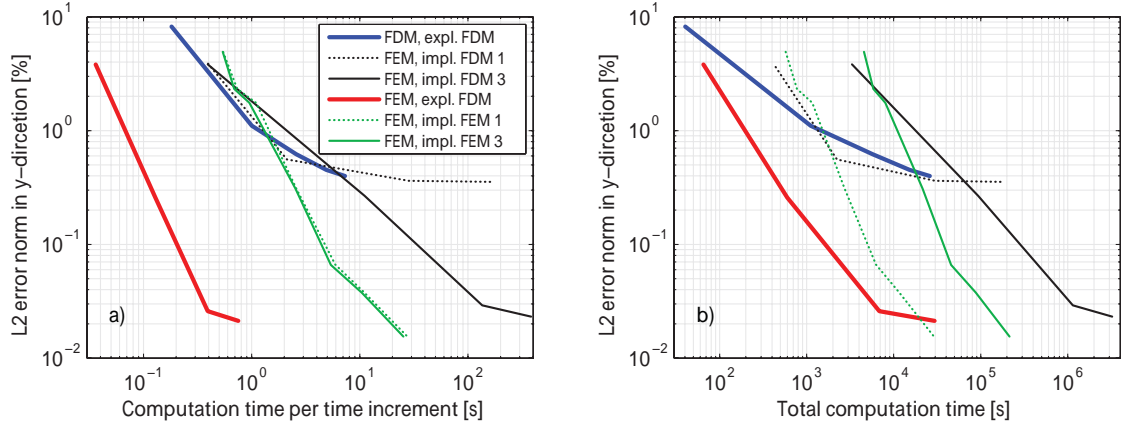 L2 error norm in y-dircetion [%]
10^1
10^0
10^-1
10^-2
FDM, expl. FDM
FEM, impl. FDM 1
FEM, impl. FDM 3
FEM, expl. FDM
FEM, impl. FEM 1
FEM, impl. FEM 3
a)
10^-1 10^0 10^1 10^2
Computation time per time increment [s]
L2 error norm in y-dircetion [%]
10^1
10^0
10^-1
10^-2
b)
10^2 10^3 10^4 10^5 10^6
Total computation time [s]